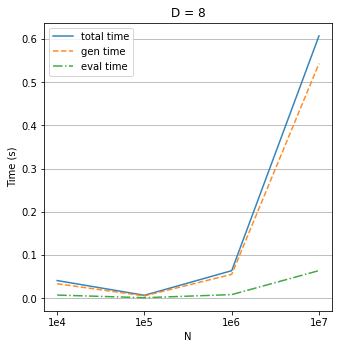 D = 8
total time
gen time
eval time
0.6
0.5
0.4
0.3
0.2
0.1
0.0
Time (s)
1e4 1e5 1e6 1e7
N